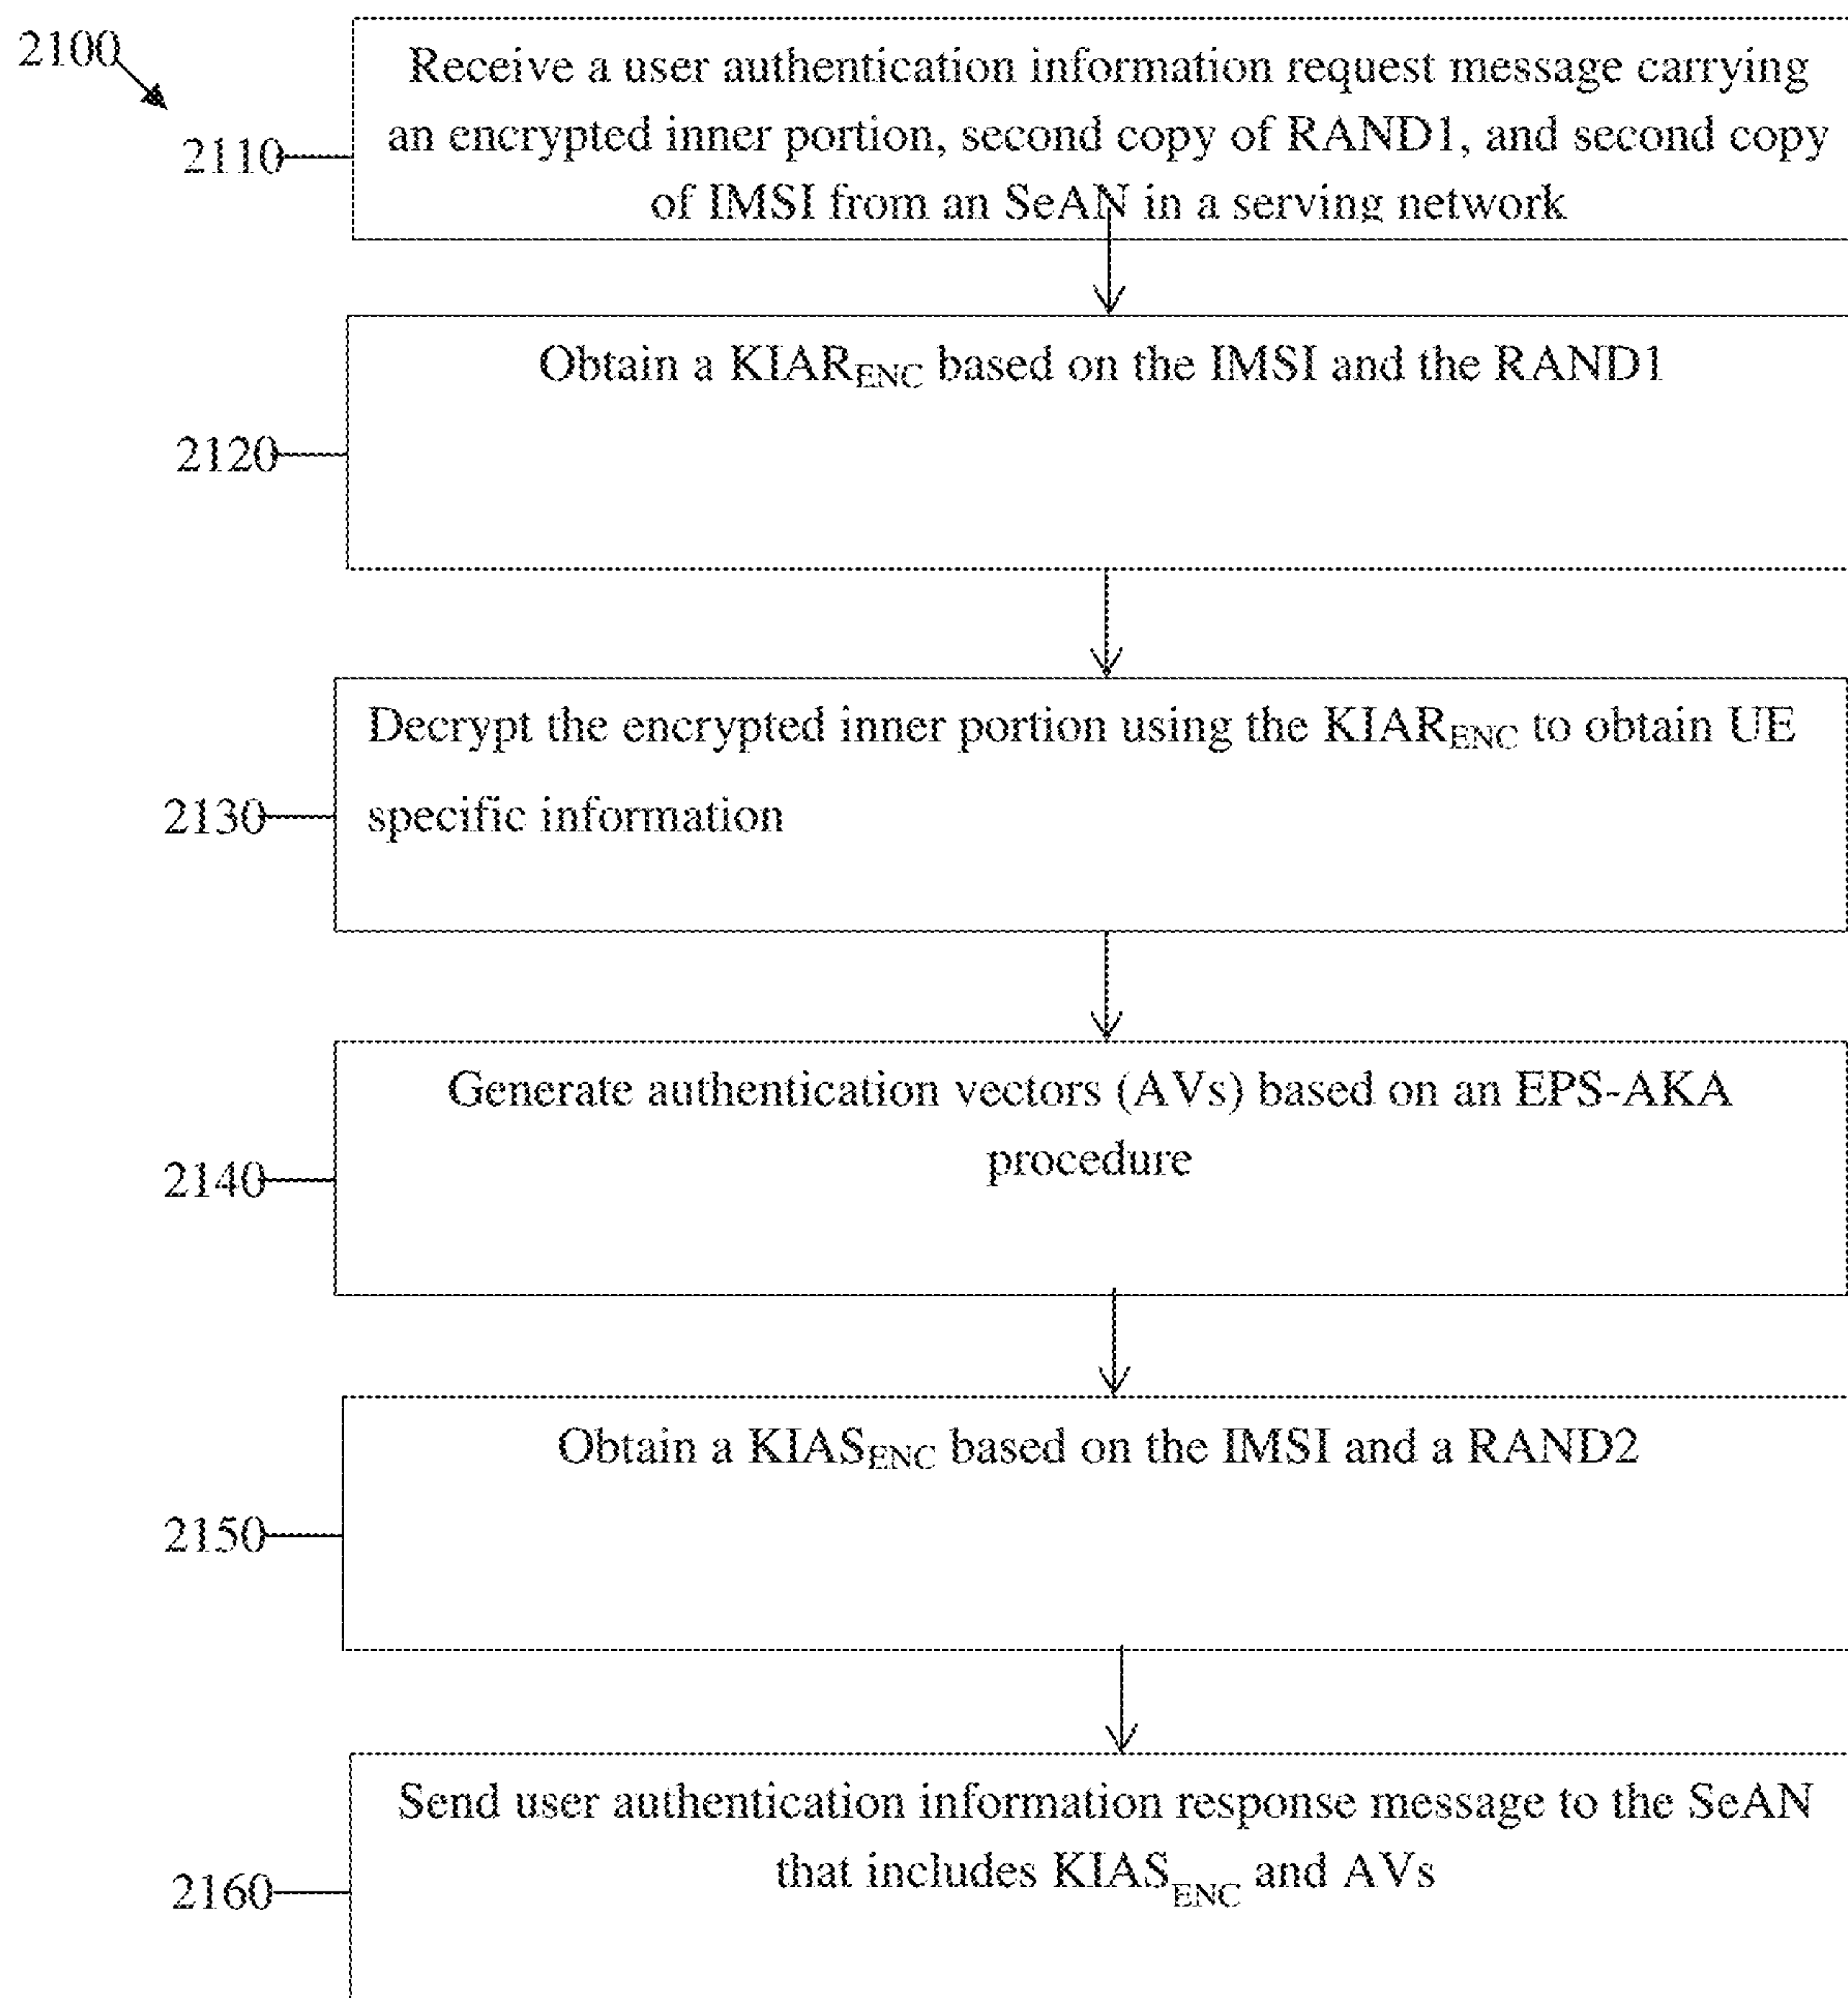 2100
Receive a user authentication information request message carrying
an encrypted inner portion, second copy of RAND1, and second copy
of IMSI from an SeAN in a serving network
2110
Obtain a KIAR_ENC based on the IMSI and the RAND1
2120
Decrypt the encrypted inner portion using the KIAR_ENC to obtain UE
specific information
2130
Generate authentication vectors (AVs) based on an EPS-AKA
procedure
2140
Obtain a KIAS_ENC based on the IMSI and a RAND2
2150
Send user authentication information response message to the SeAN
that includes KIAS_ENC and AVs
2160